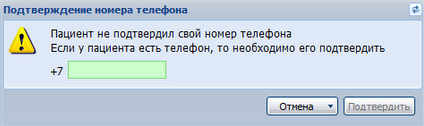 Подтверждение номера телефона
Пациент не подтвердил свой номер телефона
Если у пациента есть телефон, то необходимо его подтвердить
+7
Отмена
Подтвердить